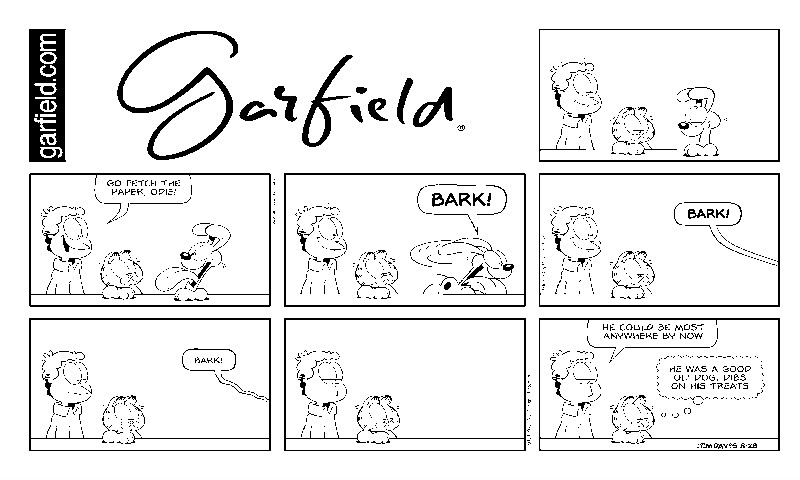 garfield.com
Garfield®
GO FETCH THE
PAPER, ODIE!
BARK!
BARK!
BARK!
HE COULD BE MOST
ANYWHERE BY NOW
HE WAS A GOOD
OL' DOG. DIBS
ON HIS TREATS
JIM DAVIS 8-28